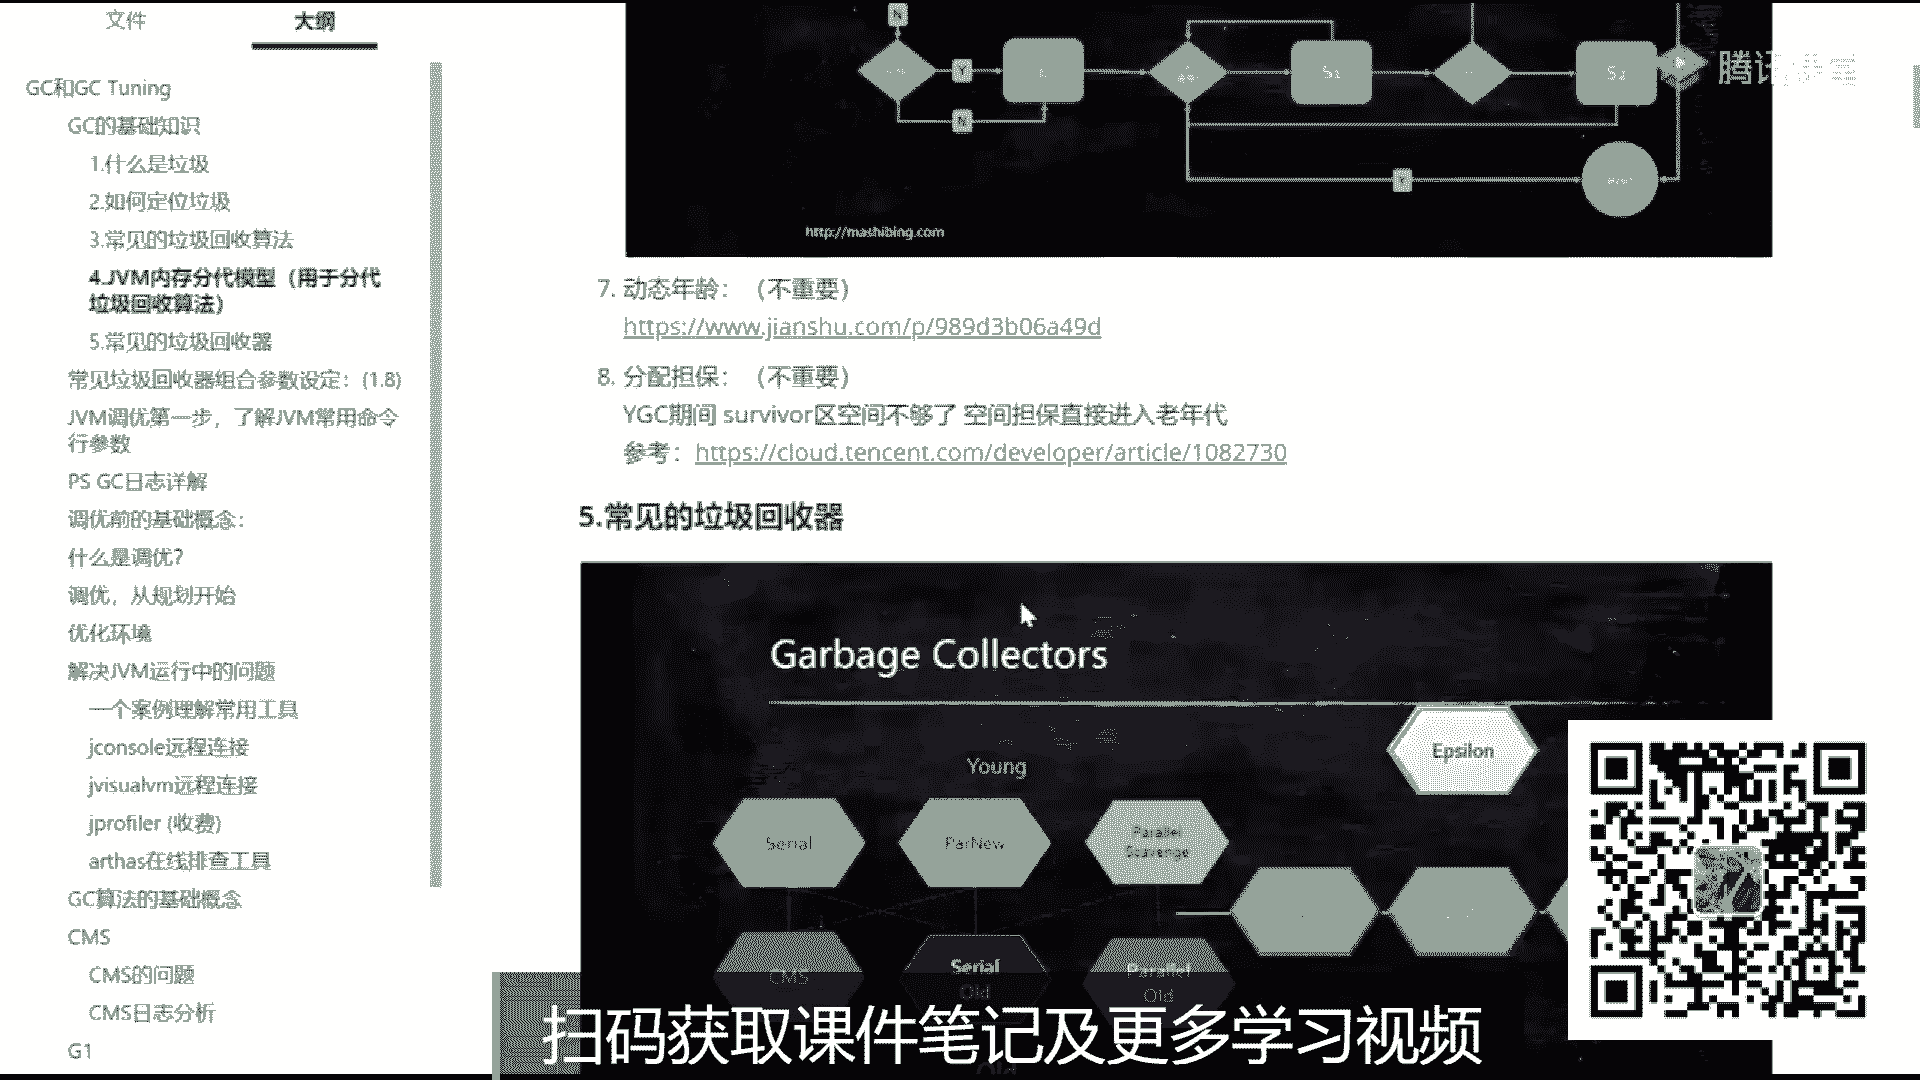 文件
大纲
GC和GC Tuning
GC的基础知识
1.什么是垃圾
2.如何定位垃圾
3.常见的垃圾回收算法
4.JVM内存分代模型（用于分代
垃圾回收算法）
5.常见的垃圾回收器
常见垃圾回收器组合参数设定：(1.8)
JVM调优第一步，了解JVM常用命令
行参数
PS GC日志详解
调优前的基础概念：
什么是调优？
调优，从规划开始
优化环境
解决JVM运行中的问题
一个案例理解常用工具
jconsole远程连接
jvisualvm远程连接
jprofiler (收费)
arthas在线排查工具
GC算法的基础概念
CMS
CMS的问题
CMS日志分析
G1
N
Y
N
S1
S2
腾讯课堂
http://mashibing.com
7. 动态年龄：（不重要）
https://www.jianshu.com/p/989d3b06a49d
8. 分配担保：（不重要）
YGC期间 survivor区空间不够了 空间担保直接进入老年代
参考：https://cloud.tencent.com/developer/article/1082730
5.常见的垃圾回收器
Garbage Collectors
Epsilon
Young
Serial
ParNew
Parallel
Scavenge
CMS
Serial
Old
Parallel
Old
Old
扫码获取课件笔记及更多学习视频